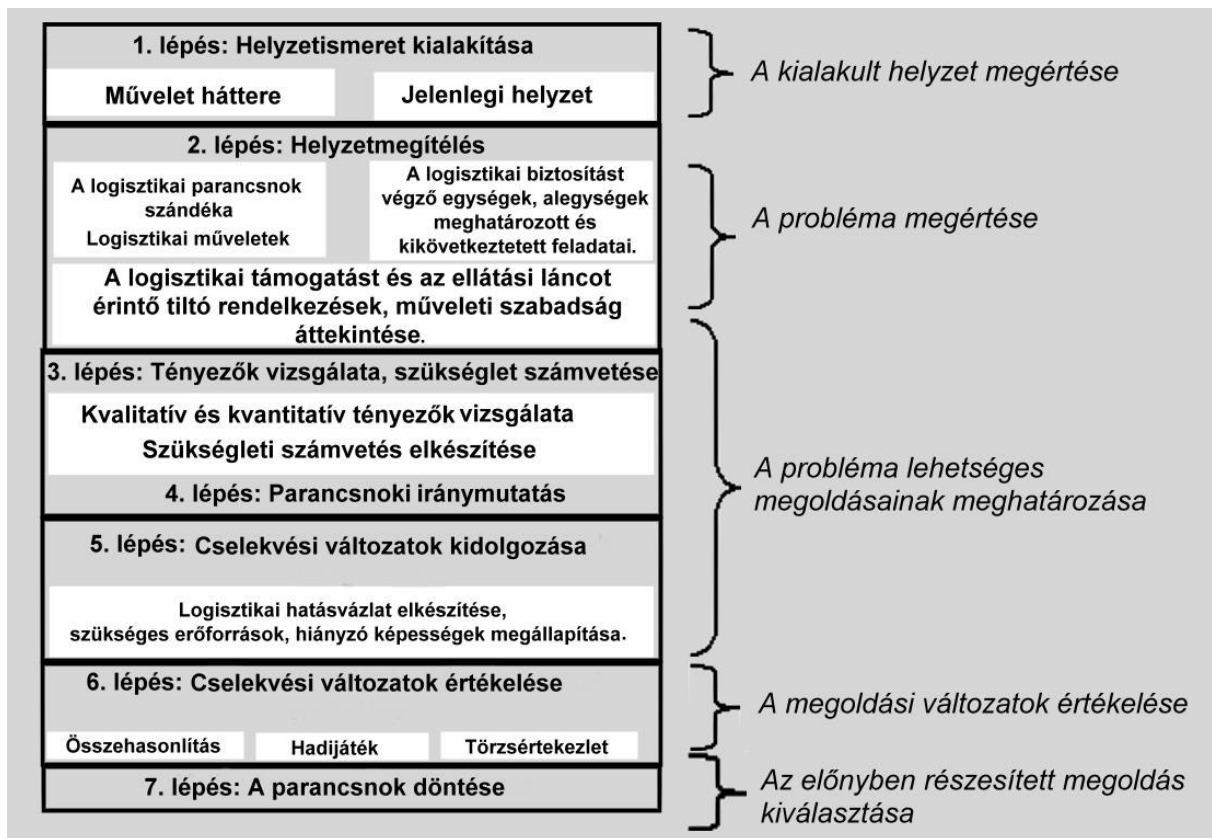 1. lépés: Helyzetismeret kialakítása
Művelet háttere
Jelenlegi helyzet
A kialakult helyzet megértése
2. lépés: Helyzetmegítélés
A logisztikai parancsnok
szándéka
Logisztikai műveletek
A logisztikai biztosítást
végző egységek, alegységek
meghatározott és
kikövetkeztetett feladatai.
A logisztikai támogatást és az ellátási láncot
érintő tiltó rendelkezések, műveleti szabadság
áttekintése.
A probléma megértése
3. lépés: Tényezők vizsgálata, szükséglet számvetése
Kvalitatív és kvantitatív tényezők vizsgálata
Szükségleti számvetés elkészítése
4. lépés: Parancsnoki iránymutatás
5. lépés: Cselekvési változatok kidolgozása
Logisztikai hatásvázlat elkészítése,
szükséges erőforrások, hiányzó képességek megállapítása.
A probléma lehetséges
megoldásainak meghatározása
6. lépés: Cselekvési változatok értékelése
Összehasonlítás
Hadijáték
Törzsértekezlet
A megoldási változatok értékelése
7. lépés: A parancsnok döntése
Az előnyben részesített megoldás
kiválasztása